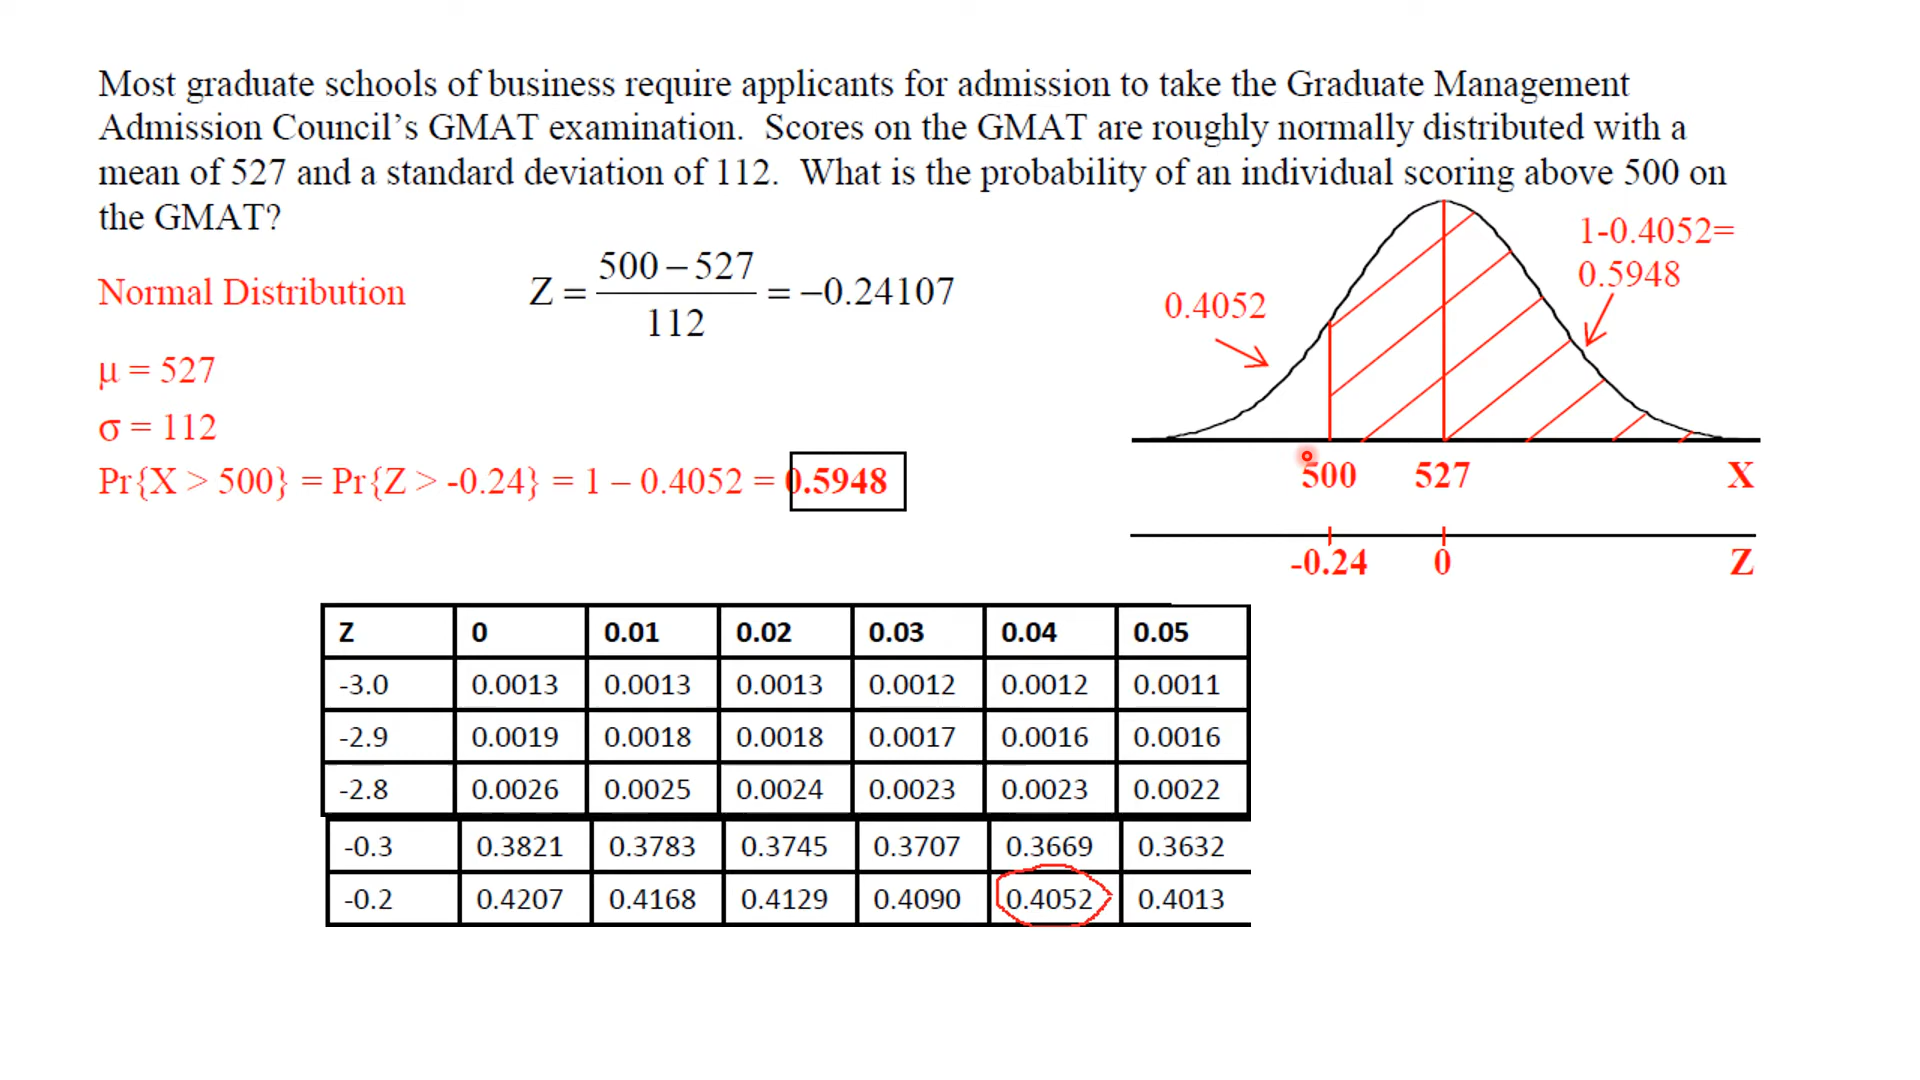 Most graduate schools of business require applicants for admission to take the Graduate Management
Admission Council’s GMAT examination.  Scores on the GMAT are roughly normally distributed with a
mean of 527 and a standard deviation of 112.  What is the probability of an individual scoring above 500 on
the GMAT?
Normal Distribution
Z = (500 – 527) / 112 = –0.24107
μ = 527
σ = 112
Pr{X > 500} = Pr{Z > -0.24} = 1 – 0.4052 = 0.5948
0.4052
1-0.4052=
0.5948
500 527 X
-0.24 0 Z
Z 0 0.01 0.02 0.03 0.04 0.05
-3.0 0.0013 0.0013 0.0013 0.0012 0.0012 0.0011
-2.9 0.0019 0.0018 0.0018 0.0017 0.0016 0.0016
-2.8 0.0026 0.0025 0.0024 0.0023 0.0023 0.0022
-0.3 0.3821 0.3783 0.3745 0.3707 0.3669 0.3632
-0.2 0.4207 0.4168 0.4129 0.4090 0.4052 0.4013